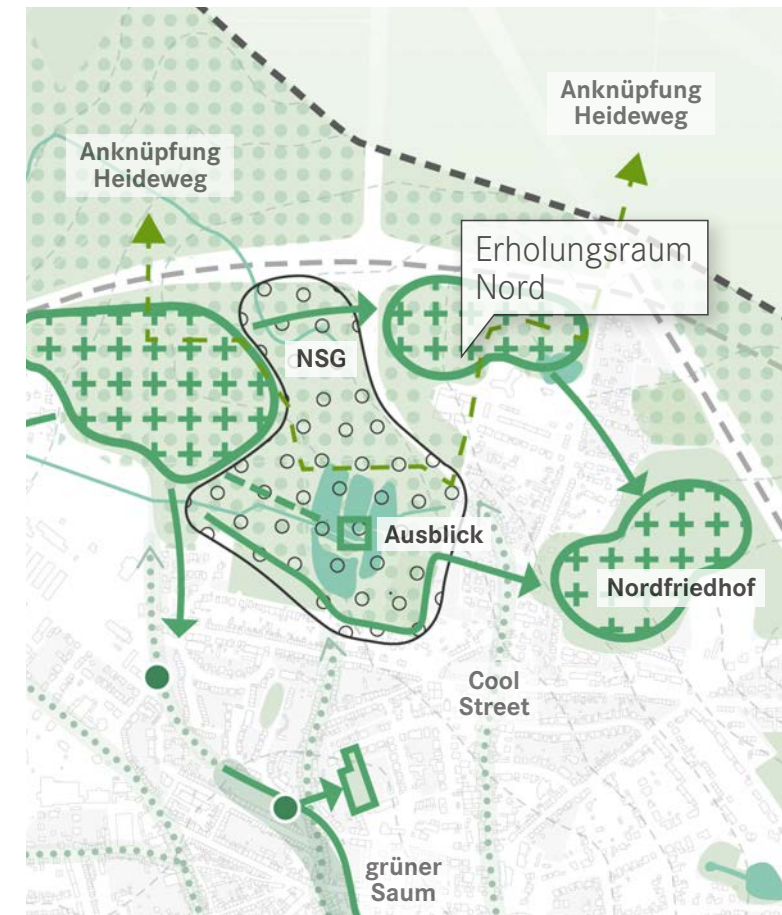 Anknüpfung
Heideweg
Anknüpfung
Heideweg
Erholungsraum
Nord
NSG
Ausblick
Nordfriedhof
Cool
Street
grüner
Saum